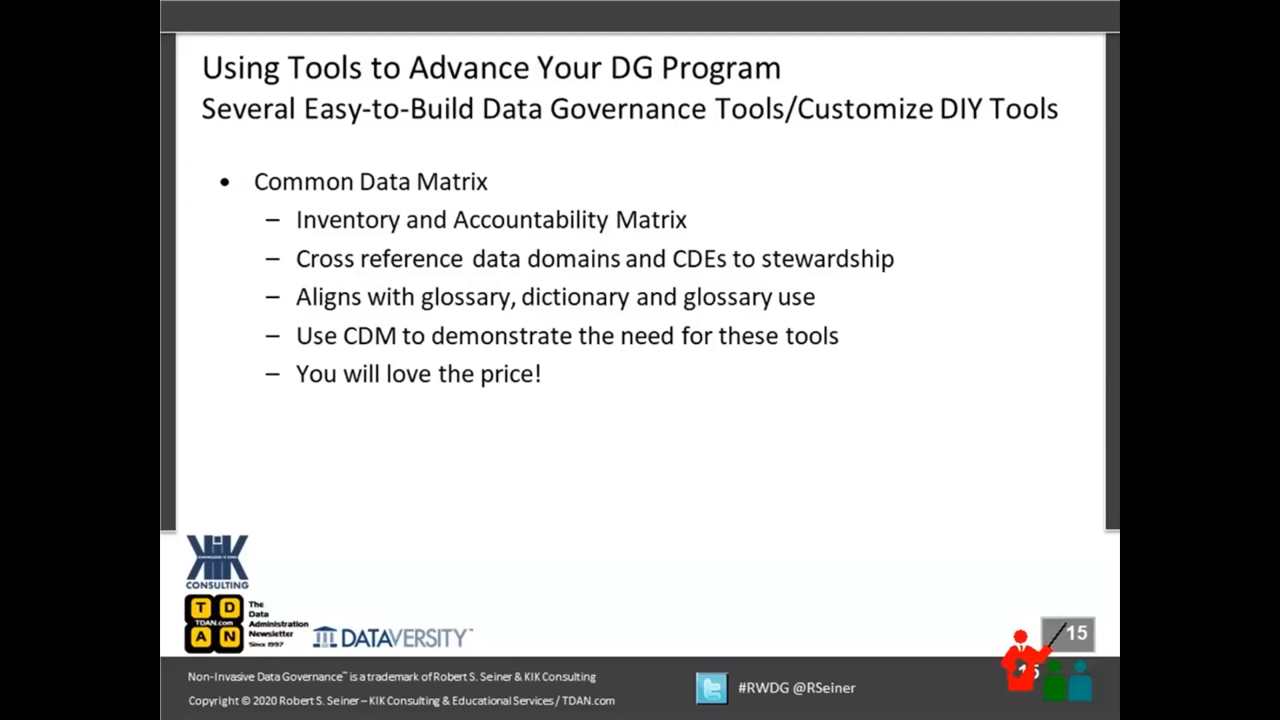 Using Tools to Advance Your DG Program
Several Easy-to-Build Data Governance Tools/Customize DIY Tools
• Common Data Matrix
– Inventory and Accountability Matrix
– Cross reference data domains and CDEs to stewardship
– Aligns with glossary, dictionary and glossary use
– Use CDM to demonstrate the need for these tools
– You will love the price!
KIK
CONSULTING
T D
TDAN.com
A N
The
Data
Administration
Newsletter
Since 1997
DATAVERSITY™
15
Non-Invasive Data Governance™ is a trademark of Robert S. Seiner & KIK Consulting
Copyright © 2020 Robert S. Seiner – KIK Consulting & Educational Services / TDAN.com
#RWDG @RSeiner